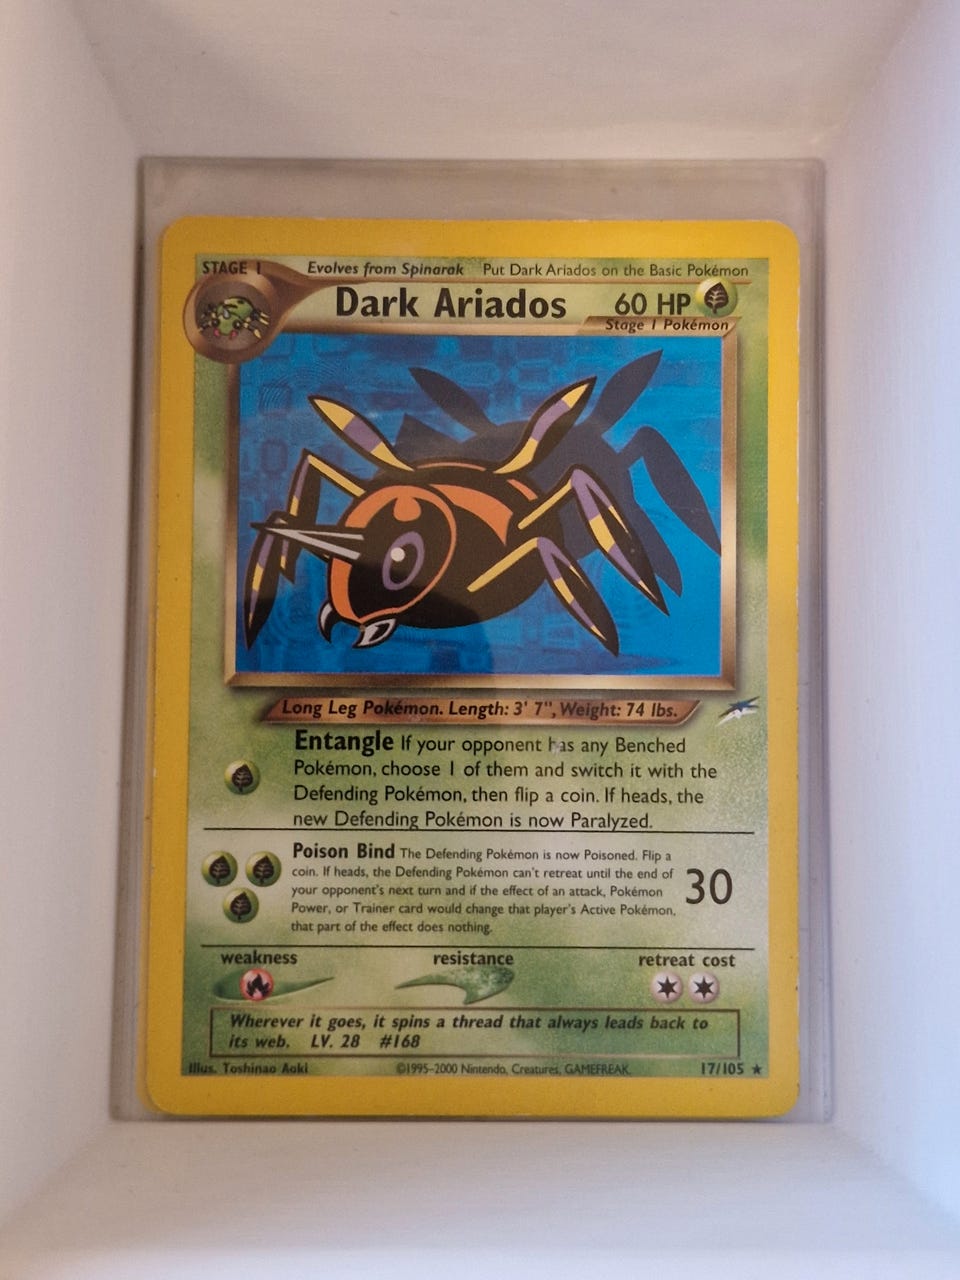 STAGE 1 Evolves from Spinarak Put Dark Ariados on the Basic Pokémon
Dark Ariados 60 HP
Stage 1 Pokémon
Long Leg Pokémon. Length: 3' 7", Weight: 74 lbs.
Entangle If your opponent has any Benched
Pokémon, choose 1 of them and switch it with the
Defending Pokémon, then flip a coin. If heads, the
new Defending Pokémon is now Paralyzed.
Poison Bind The Defending Pokémon is now Poisoned. Flip a
coin. If heads, the Defending Pokémon can't retreat until the end of
your opponent's next turn and if the effect of an attack, Pokémon
Power, or Trainer card would change that player's Active Pokémon,
that part of the effect does nothing.
30
weakness resistance retreat cost
Wherever it goes, it spins a thread that always leads back to
its web. LV. 28 #168
Illus. Toshinao Aoki ©1995-2000 Nintendo, Creatures, GAMEFREAK. 17/105 ★